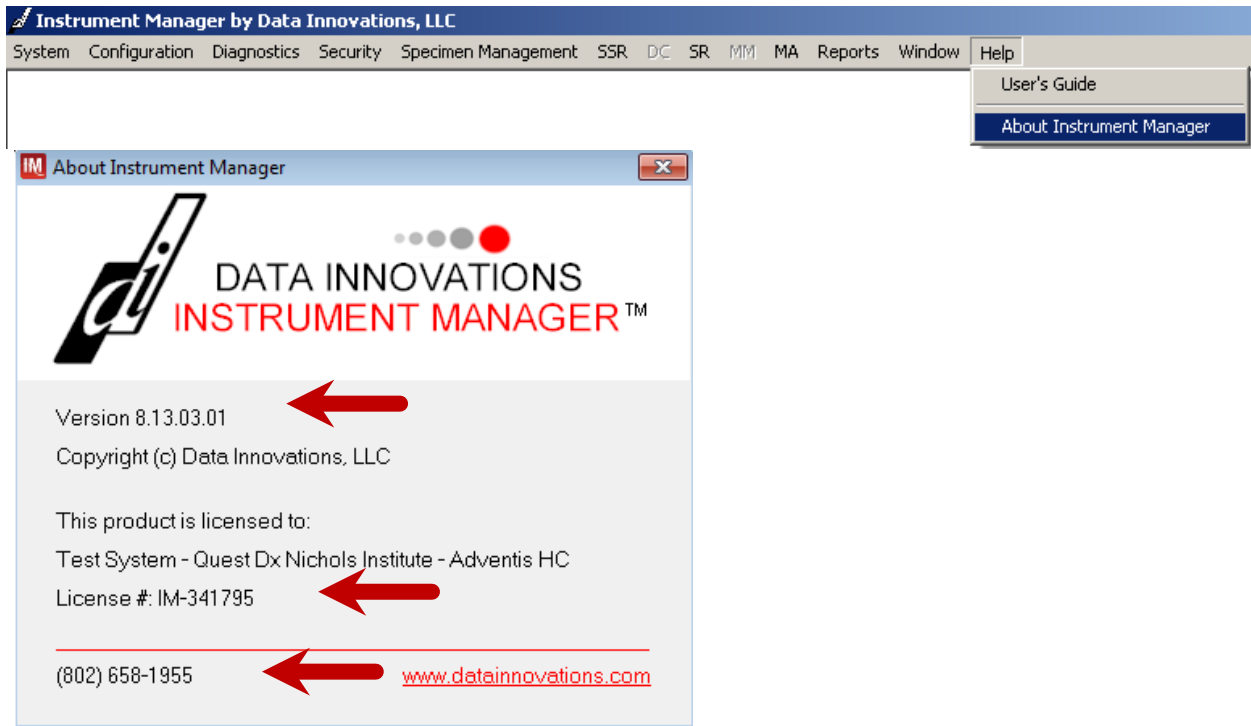 Instrument Manager by Data Innovations, LLC
System Configuration Diagnostics Security Specimen Management SSR DC SR MM MA Reports Window Help
User's Guide
About Instrument Manager
IM About Instrument Manager
di
DATA INNOVATIONS
INSTRUMENT MANAGER™
Version 8.13.03.01
Copyright (c) Data Innovations, LLC
This product is licensed to:
Test System - Quest Dx Nichols Institute - Adventis HC
License #: IM-341795
(802) 658-1955 www.datainnovations.com